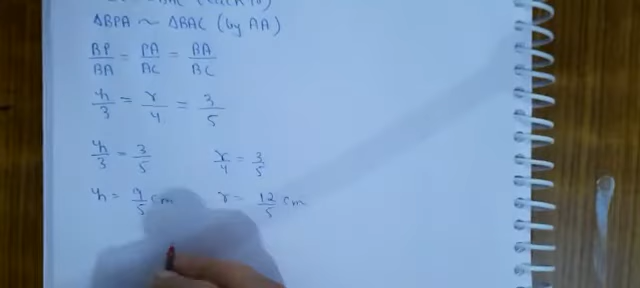 ΔBPA ~ ΔBAC (by AA)
BP/BA = PA/AC = BA/BC
h/3 = r/4 = 3/5
h/3 = 3/5 r/4 = 3/5
h = 9/5 cm r = 12/5 cm